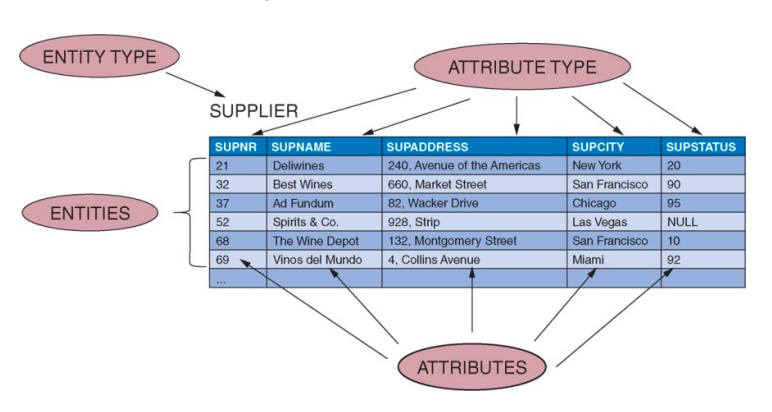 ENTITY TYPE
ATTRIBUTE TYPE
SUPPLIER
SUPNR SUPNAME SUPADDRESS SUPCITY SUPSTATUS
21 Deliwines 240, Avenue of the Americas New York 20
32 Best Wines 660, Market Street San Francisco 90
37 Ad Fundum 82, Wacker Drive Chicago 95
ENTITIES
52 Spirits & Co. 928, Strip Las Vegas NULL
68 The Wine Depot 132, Montgomery Street San Francisco 10
69 Vinos del Mundo 4, Collins Avenue Miami 92
...
ATTRIBUTES